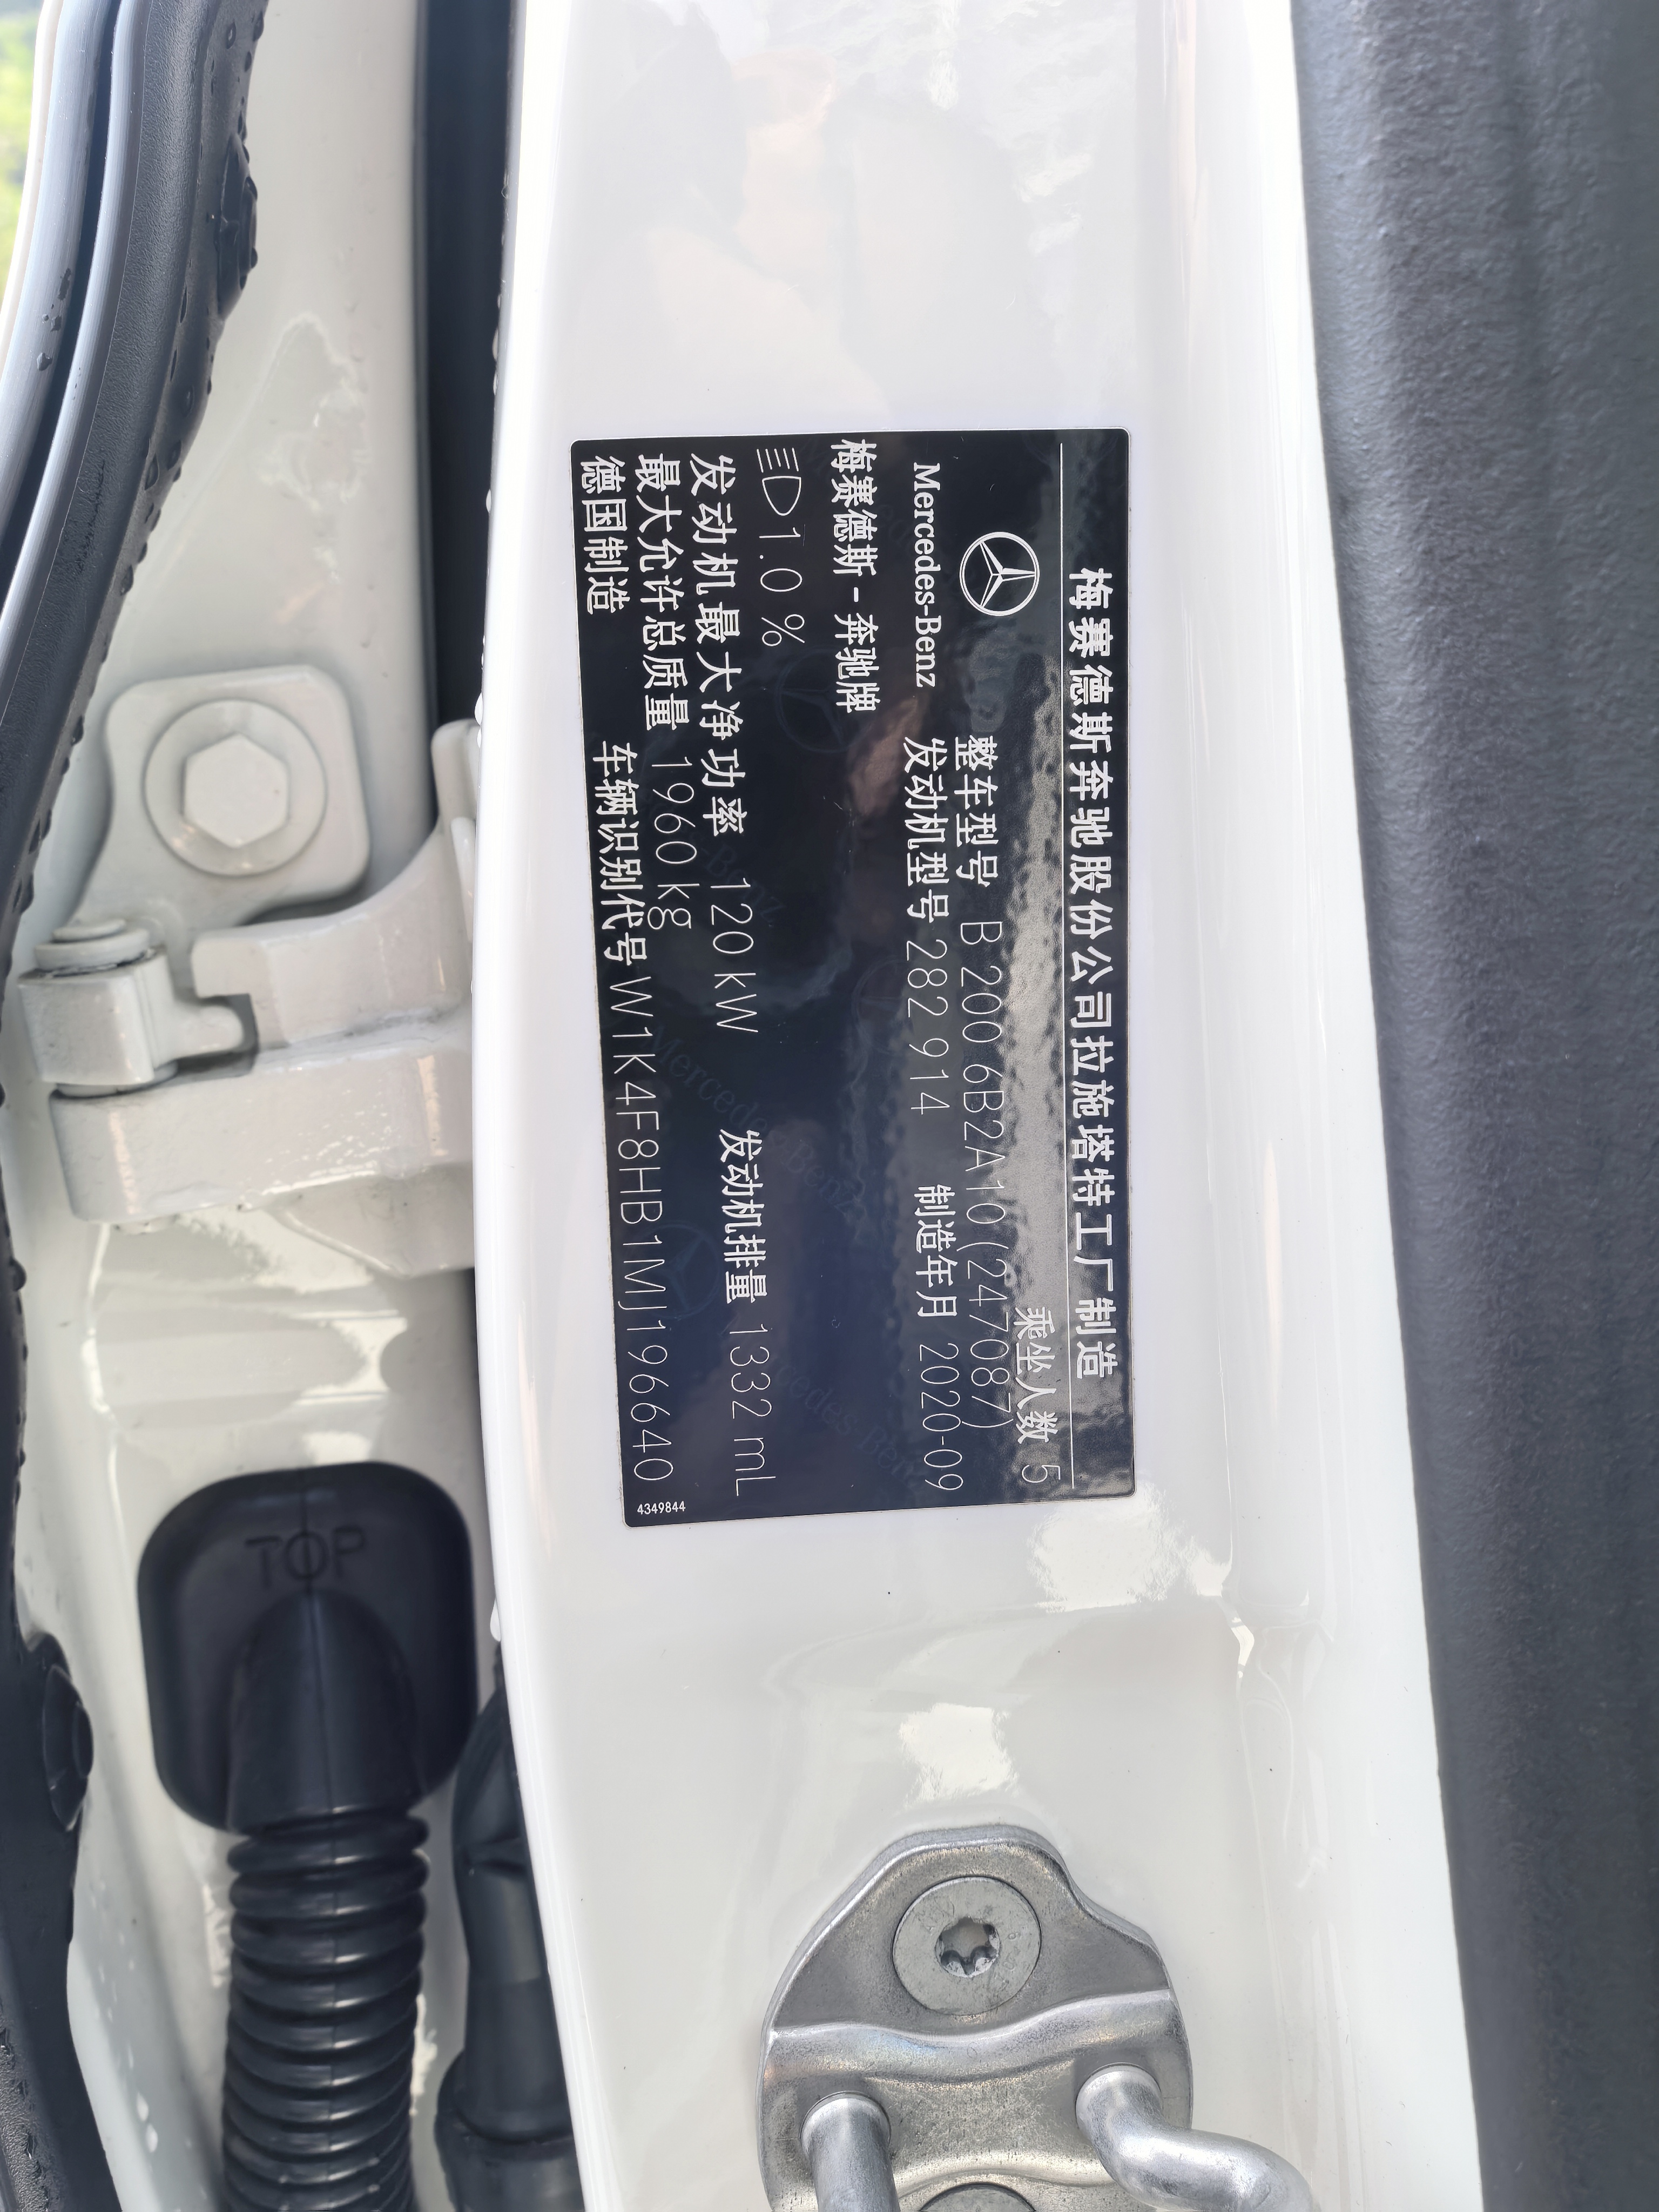 梅赛德斯奔驰股份公司拉施塔特工厂制造
乘坐人数 5
整车型号 B 200 6B2A10(247087)
Mercedes-Benz 发动机型号 282 914 制造年月 2020-09
梅赛德斯-奔驰牌
1.0%
发动机最大净功率 120 kW 发动机排量 1332 mL
最大允许总质量 1960 kg
德国制造 车辆识别代号 W1K4F8HB1MJ196640
4349844
TOP